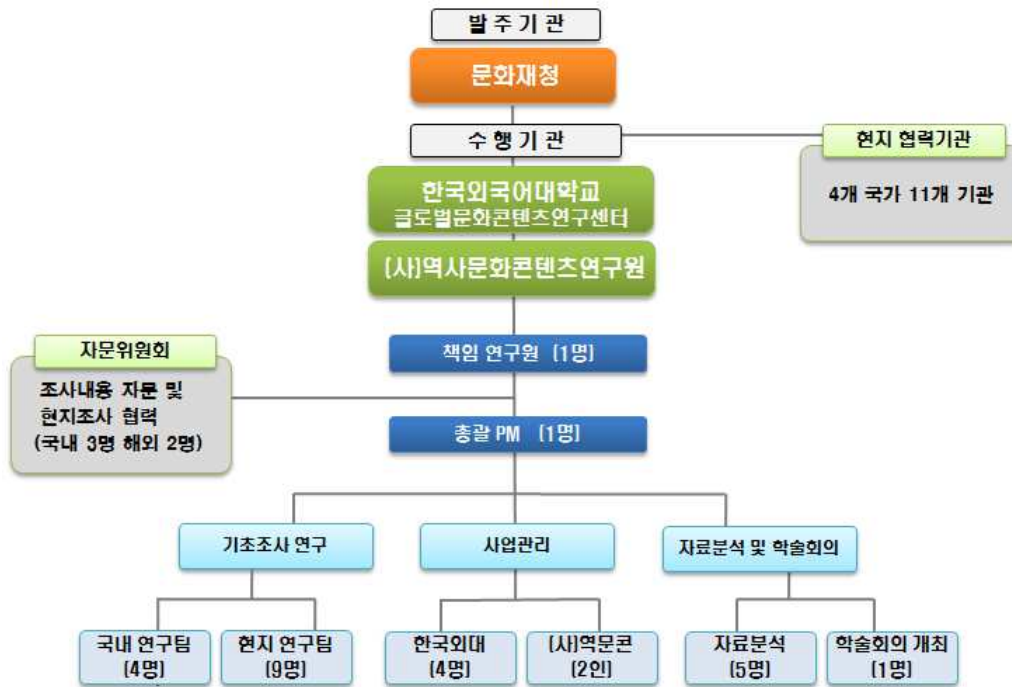 발 주 기 관
문화재청
수 행 기 관
현지 협력기관
4개 국가 11개 기관
한국외국어대학교
글로벌문화콘텐츠연구센터
(사)역사문화콘텐츠연구원
책임 연구원 (1명)
자문위원회
조사내용 자문 및
현지조사 협력
(국내 3명 해외 2명)
총괄 PM (1명)
기초조사 연구
사업관리
자료분석 및 학술회의
국내 연구팀
(4명)
현지 연구팀
(9명)
한국외대
(4명)
(사)역문콘
(2인)
자료분석
(5명)
학술회의 개최
(1명)